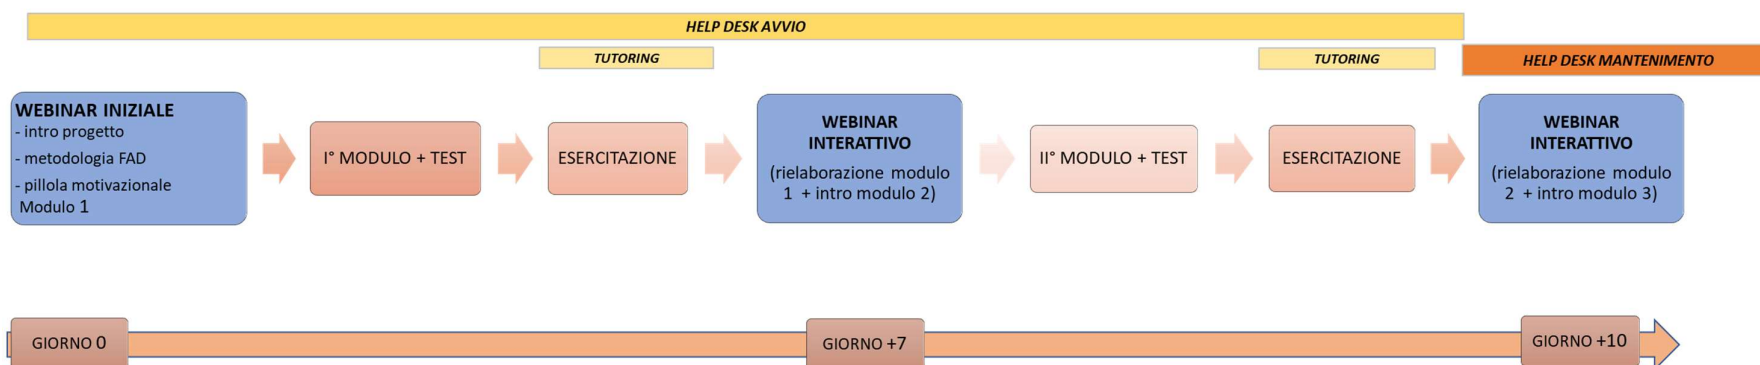 HELP DESK AVVIO
TUTORING
TUTORING
HELP DESK MANTENIMENTO
WEBINAR INIZIALE
- intro progetto
- metodologia FAD
- pillola motivazionale
Modulo 1
I° MODULO + TEST
ESERCITAZIONE
WEBINAR
INTERATTIVO
(rielaborazione modulo
1 + intro modulo 2)
II° MODULO + TEST
ESERCITAZIONE
WEBINAR
INTERATTIVO
(rielaborazione modulo
2 + intro modulo 3)
GIORNO 0
GIORNO +7
GIORNO +10